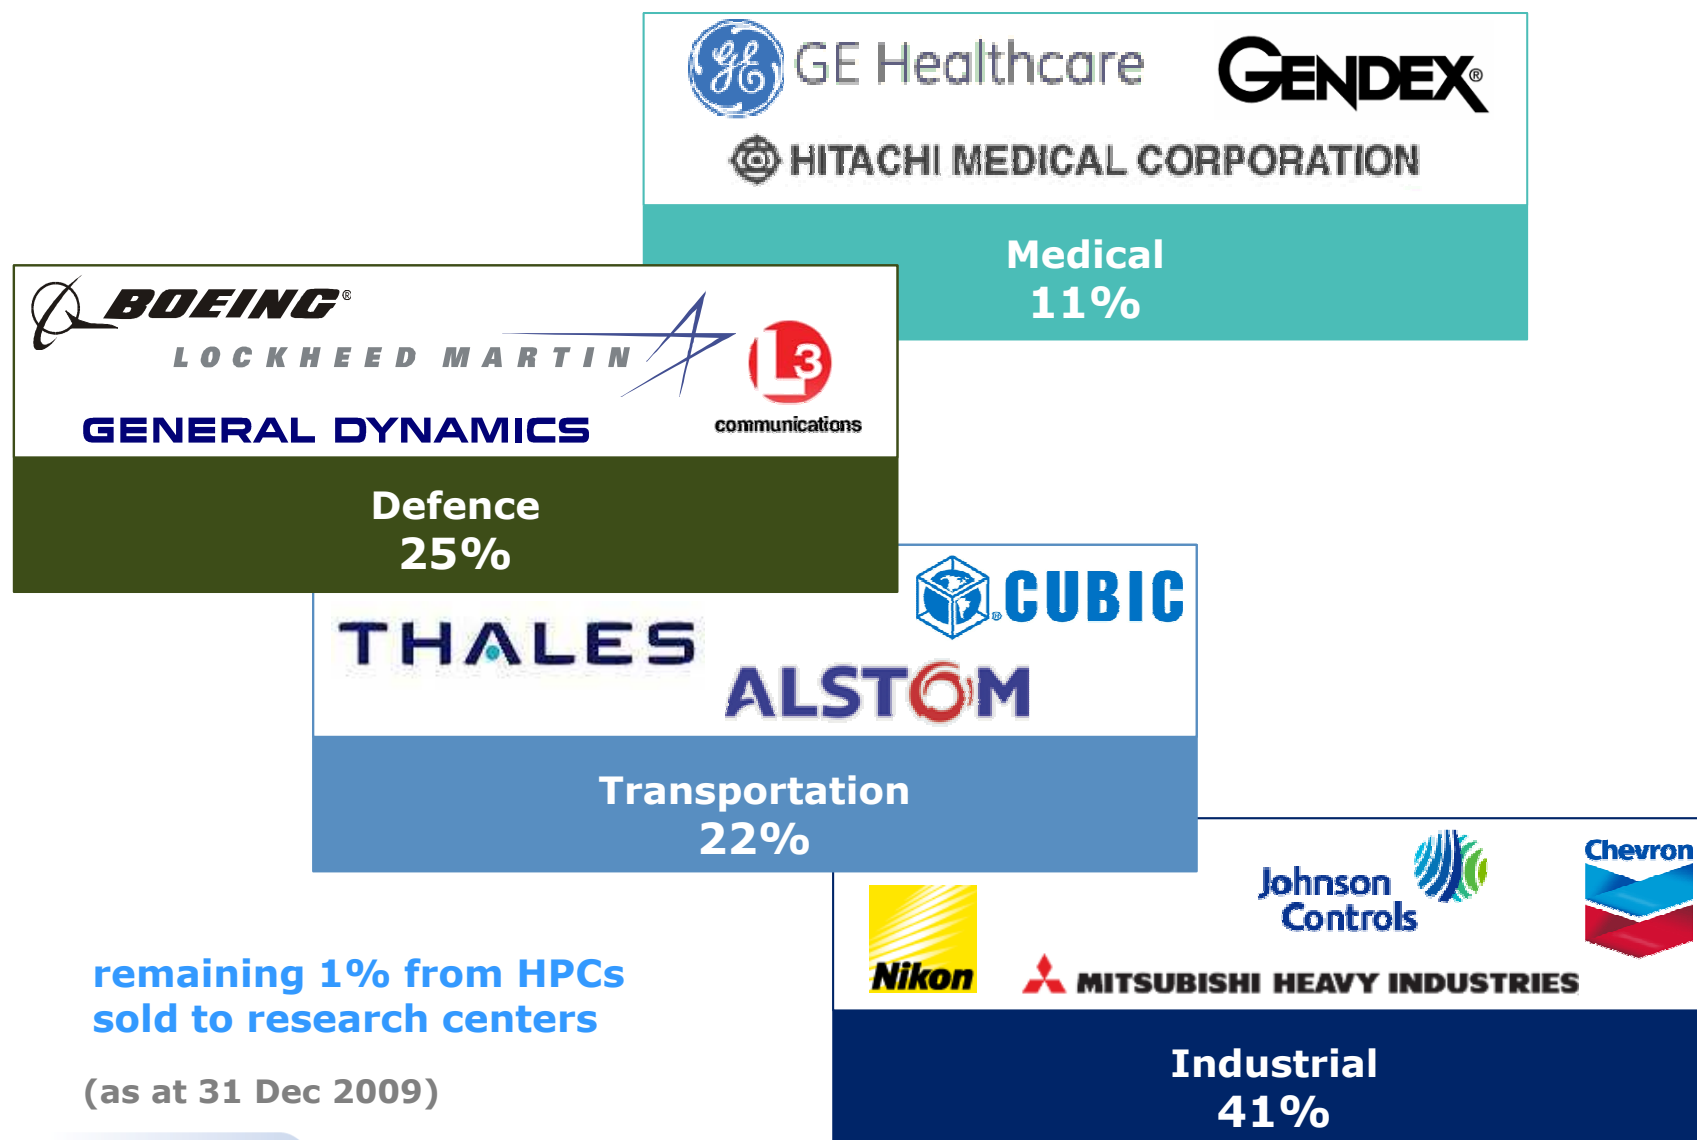 GE Healthcare
GENDEX®
HITACHI MEDICAL CORPORATION
Medical
11%
BOEING®
LOCKHEED MARTIN
L3
communications
GENERAL DYNAMICS
Defence
25%
CUBIC®
THALES
ALSTOM
Transportation
22%
Johnson
Controls
Chevron
Nikon
MITSUBISHI HEAVY INDUSTRIES
Industrial
41%
remaining 1% from HPCs
sold to research centers
(as at 31 Dec 2009)